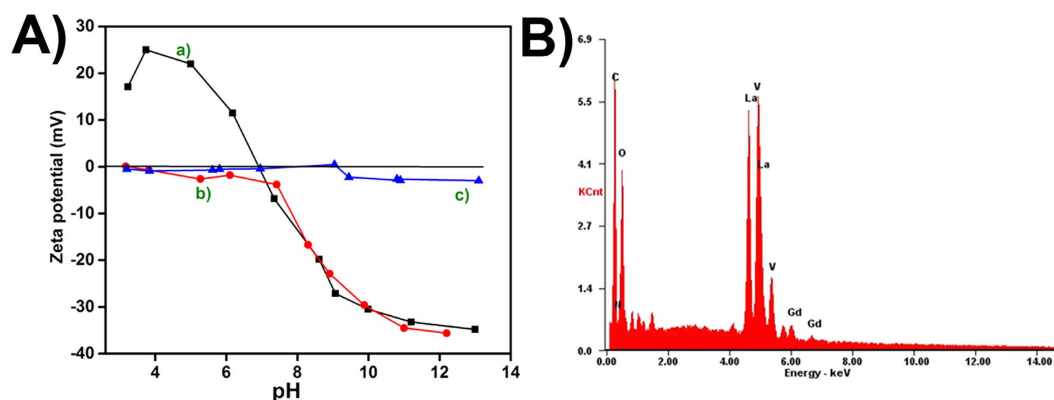 A)
Zeta potential (mV)
30
20
10
0
-10
-20
-30
-40
a)
b)
c)
4
6
8
10
12
14
pH
B)
6.9
5.5
4.1
KCnt
2.7
1.4
0.0
C
O
N
La
V
La
V
Gd
Gd
0.00
2.00
4.00
6.00
8.00
10.00
12.00
14.00
Energy - keV